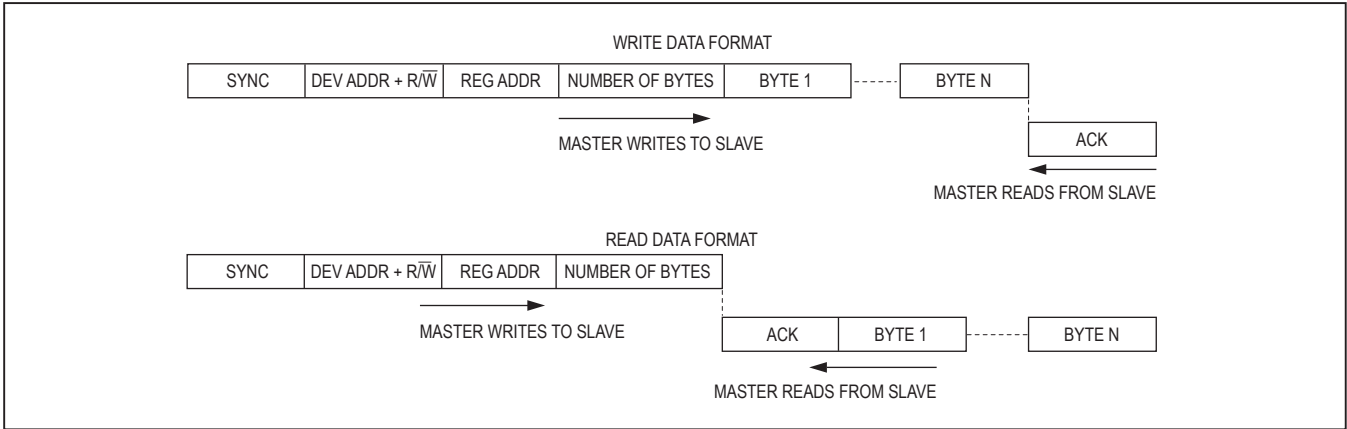 WRITE DATA FORMAT
SYNC DEV ADDR + R/W̅ REG ADDR NUMBER OF BYTES BYTE 1 BYTE N
MASTER WRITES TO SLAVE
ACK
MASTER READS FROM SLAVE
READ DATA FORMAT
SYNC DEV ADDR + R/W̅ REG ADDR NUMBER OF BYTES
MASTER WRITES TO SLAVE
ACK BYTE 1 BYTE N
MASTER READS FROM SLAVE